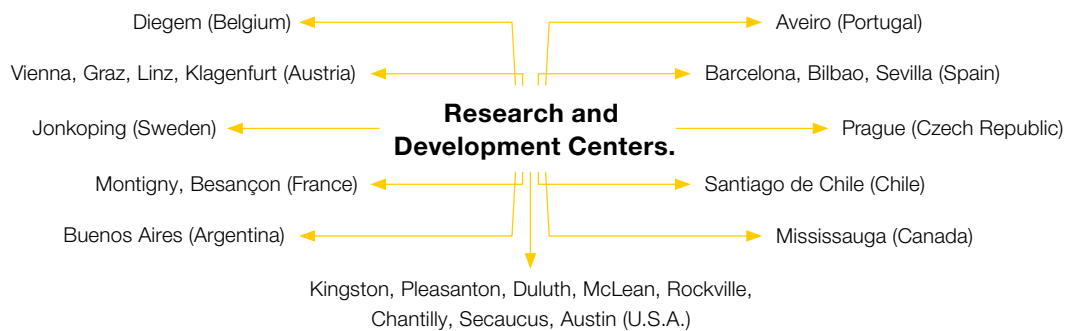 Diegem (Belgium)
Aveiro (Portugal)
Vienna, Graz, Linz, Klagenfurt (Austria)
Barcelona, Bilbao, Sevilla (Spain)
Research and
Development Centers.
Jonkoping (Sweden)
Prague (Czech Republic)
Montigny, Besançon (France)
Santiago de Chile (Chile)
Buenos Aires (Argentina)
Mississauga (Canada)
Kingston, Pleasanton, Duluth, McLean, Rockville,
Chantilly, Secaucus, Austin (U.S.A.)